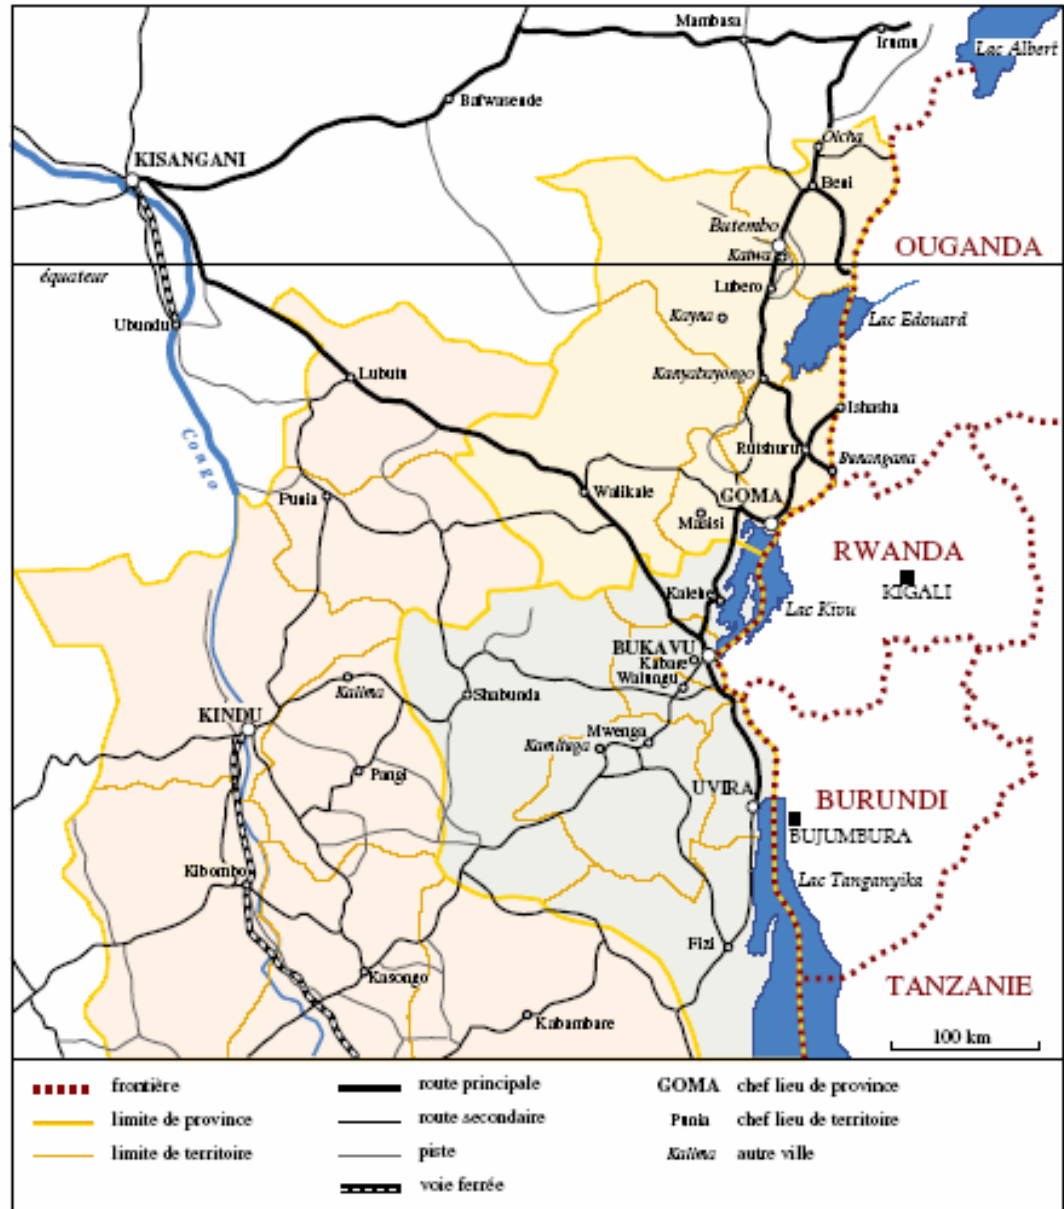 Mambasa
Irumu
Lac Albert
Bafwasende
Oicha
KISANGANI
Beni
Butembo
OUGANDA
Kaiwa
équateur
Lubero
Ubundu
Kayna
Lac Edouard
Lubutu
Kanyabayongo
Ishasha
Congo
Rutshuru
Bunangana
Punia
Walikale
GOMA
Masisi
RWANDA
KIGALI
Kalehe
Lac Kivu
BUKAVU
Kabare
Walungu
Kalima
Shabunda
KINDU
Mwenga
Kamituga
Pangi
UVIRA
BURUNDI
BUJUMBURA
Kibombo
Lac Tanganyika
Fizi
Kasongo
TANZANIE
Kabambare
100 km
frontière
limite de province
limite de territoire
route principale
route secondaire
piste
voie ferrée
GOMA chef lieu de province
Punia chef lieu de territoire
Kalima autre ville